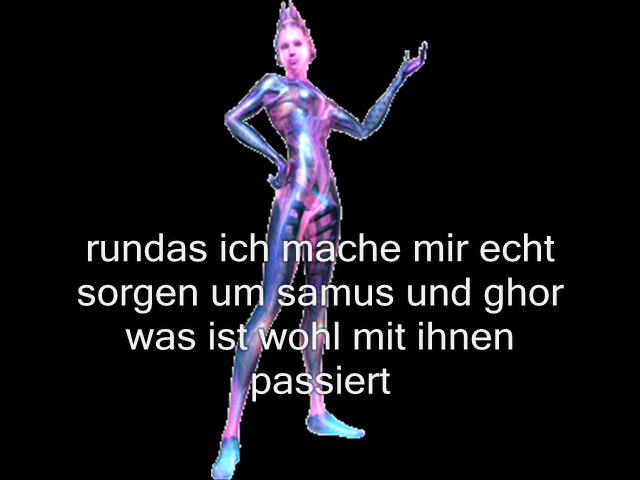 rundas ich mache mir echt
sorgen um samus und ghor
was ist wohl mit ihnen
passiert